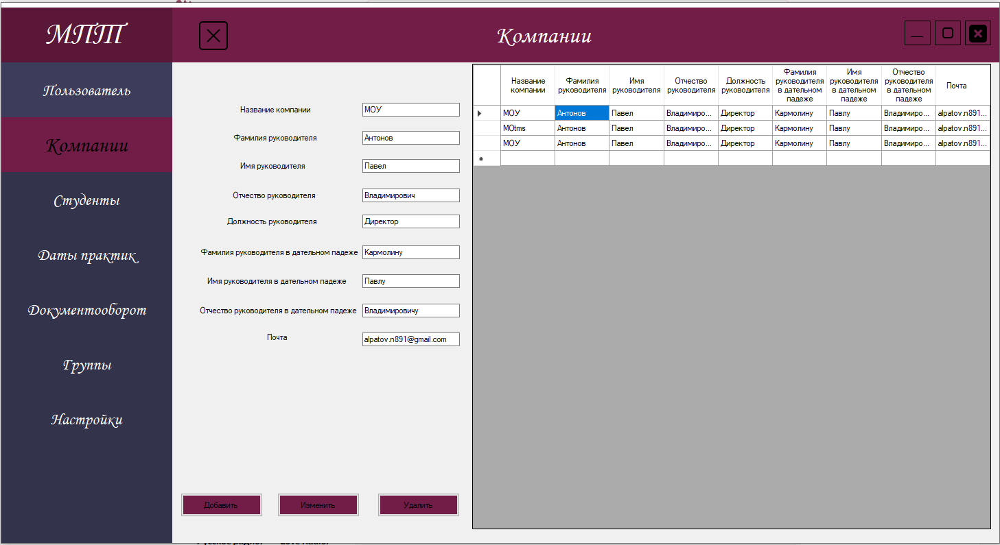 МПТ
Компании
Пользователь
Компании
Студенты
Даты практик
Документооборот
Группы
Настройки
Название компании МОУ
Фамилия руководителя Антонов
Имя руководителя Павел
Отчество руководителя Владимирович
Должность руководителя Директор
Фамилия руководителя в дательном падеже Кармолину
Имя руководителя в дательном падеже Павлу
Отчество руководителя в дательном падеже Владимировичу
Почта alpatov.n891@gmail.com
Добавить Изменить Удалить
Название компании Фамилия руководителя Имя руководителя Отчество руководителя Должность руководителя Фамилия руководителя в дательном падеже Имя руководителя в дательном падеже Отчество руководителя в дательном падеже Почта
МОУ Антонов Павел Владимиро... Директор Кармолину Павлу Владимиро... alpatov.n891...
MOtms Антонов Павел Владимиро... Директор Кармолину Павлу Владимиро... alpatov.n891...
МОУ Антонов Павел Владимиро... Директор Кармолину Павлу Владимиро... alpatov.n891...